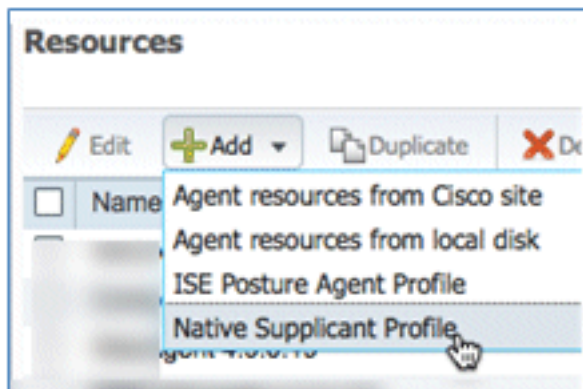 Resources
Edit Add Duplicate De
Name Agent resources from Cisco site
Agent resources from local disk
ISE Posture Agent Profile
Native Supplicant Profile